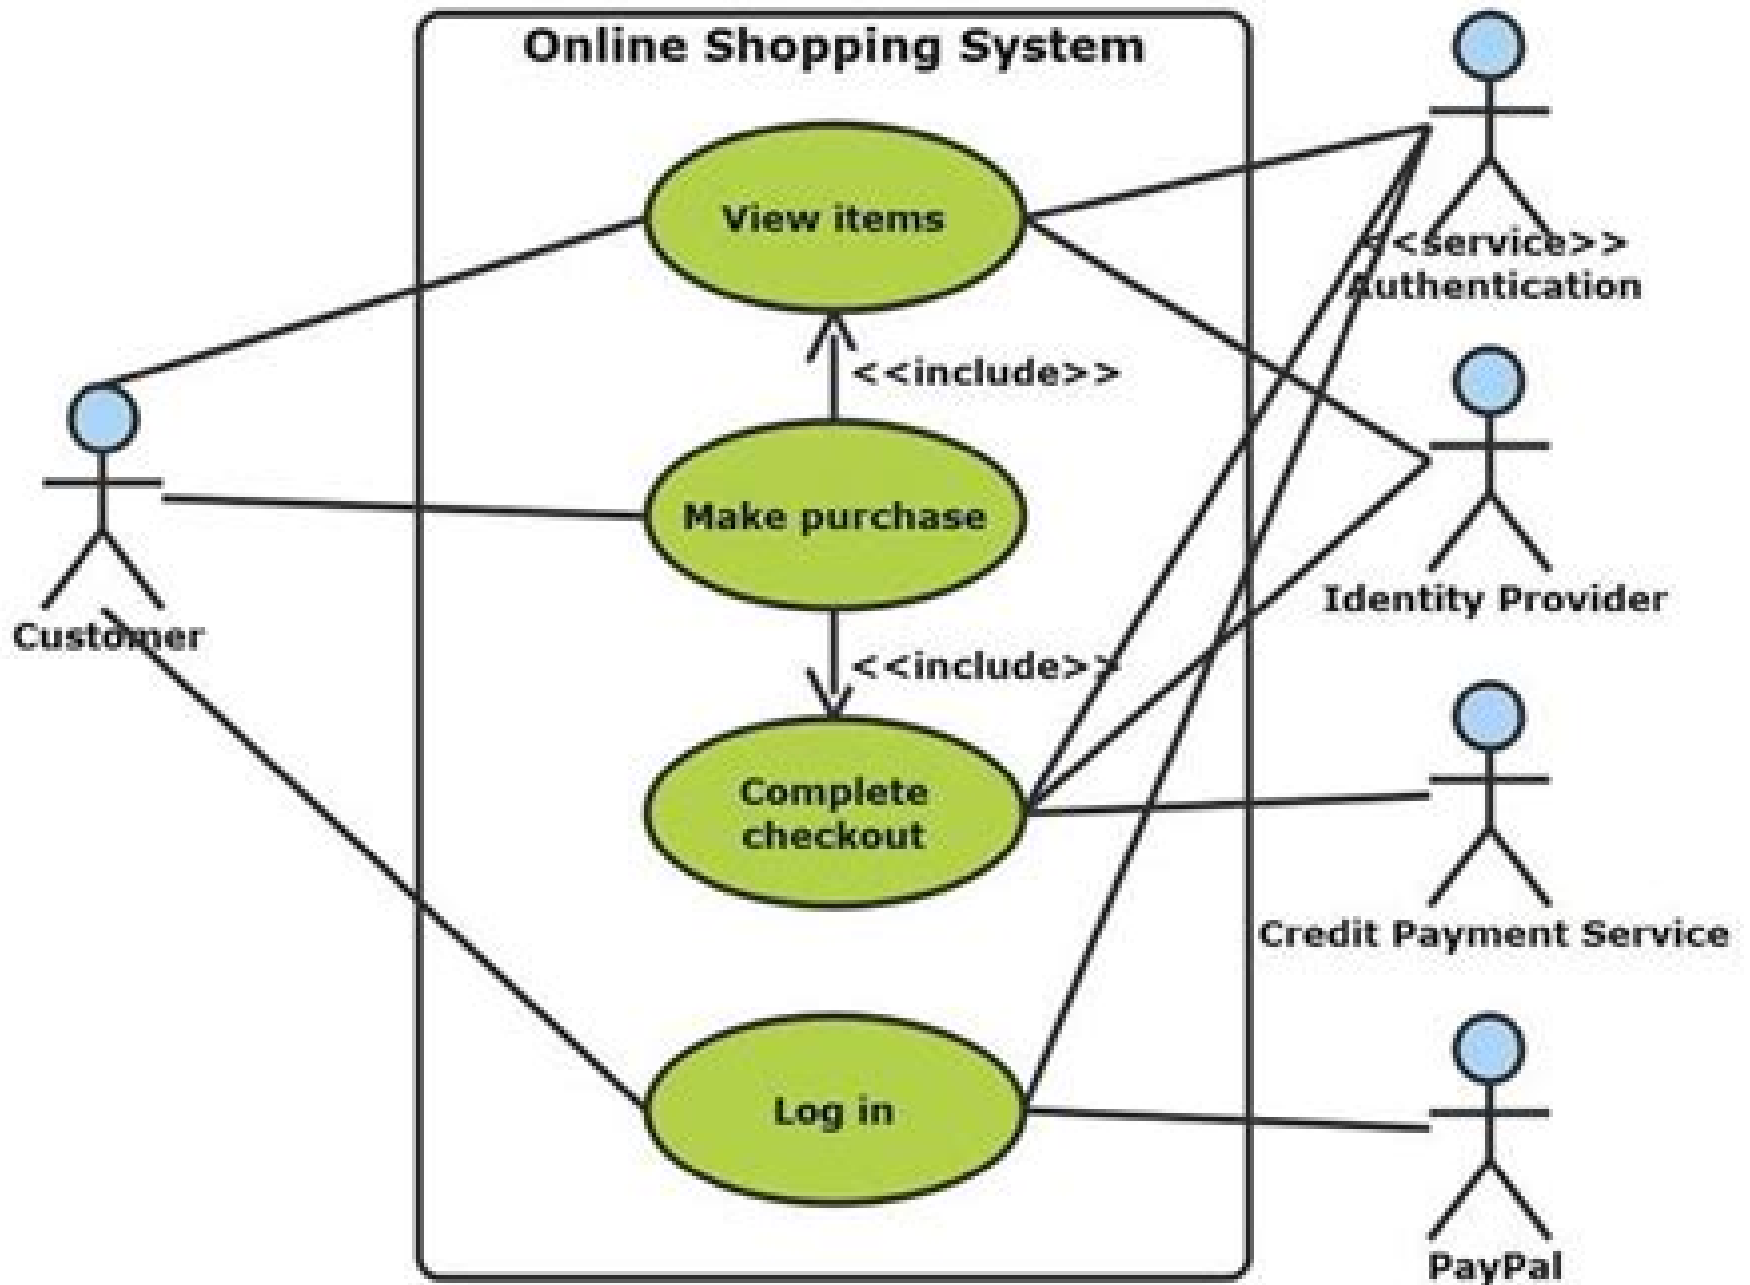 Online Shopping System
View items
<<service>>
Authentication
<<include>>
Make purchase
Identity Provider
Customer
<<include>>
Complete
checkout
Credit Payment Service
Log in
PayPal